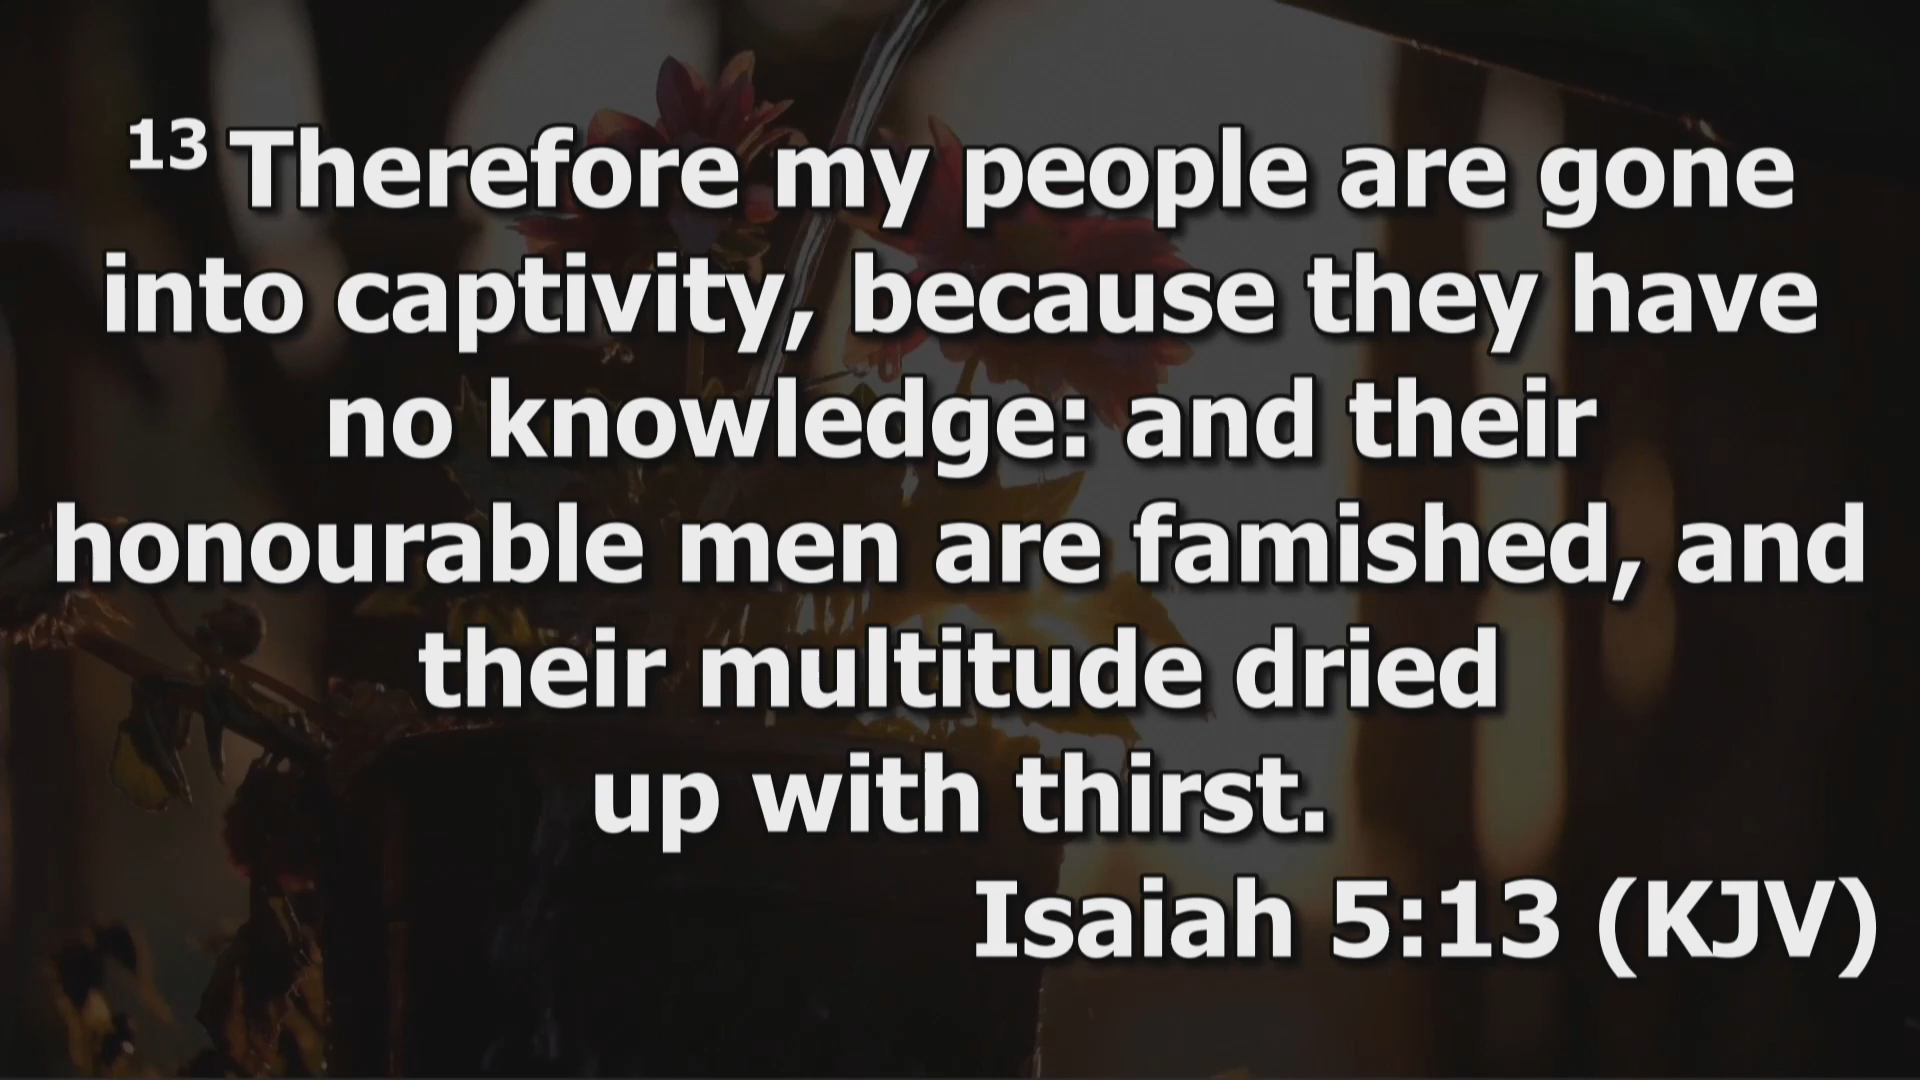 13 Therefore my people are gone
into captivity, because they have
no knowledge: and their
honourable men are famished, and
their multitude dried
up with thirst.
Isaiah 5:13 (KJV)